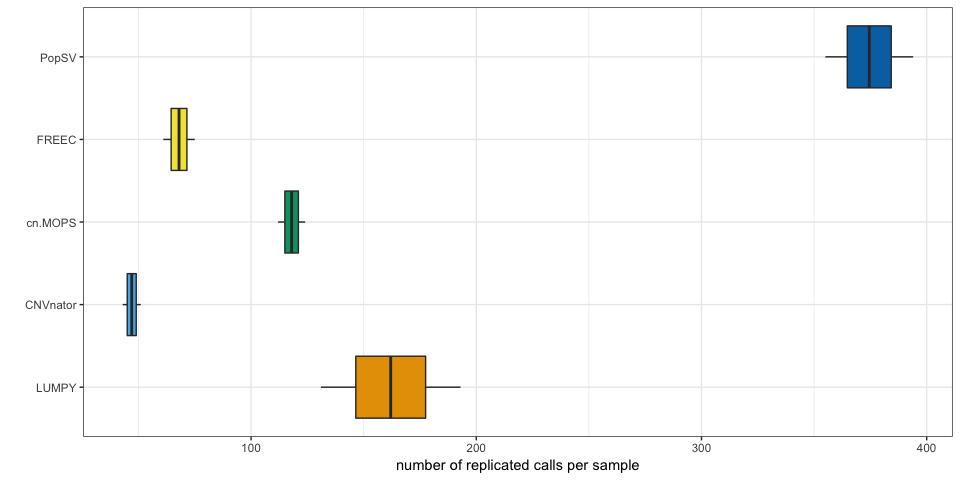 PopSV
FREEC
cn.MOPS
CNVnator
LUMPY
100 200 300 400
number of replicated calls per sample